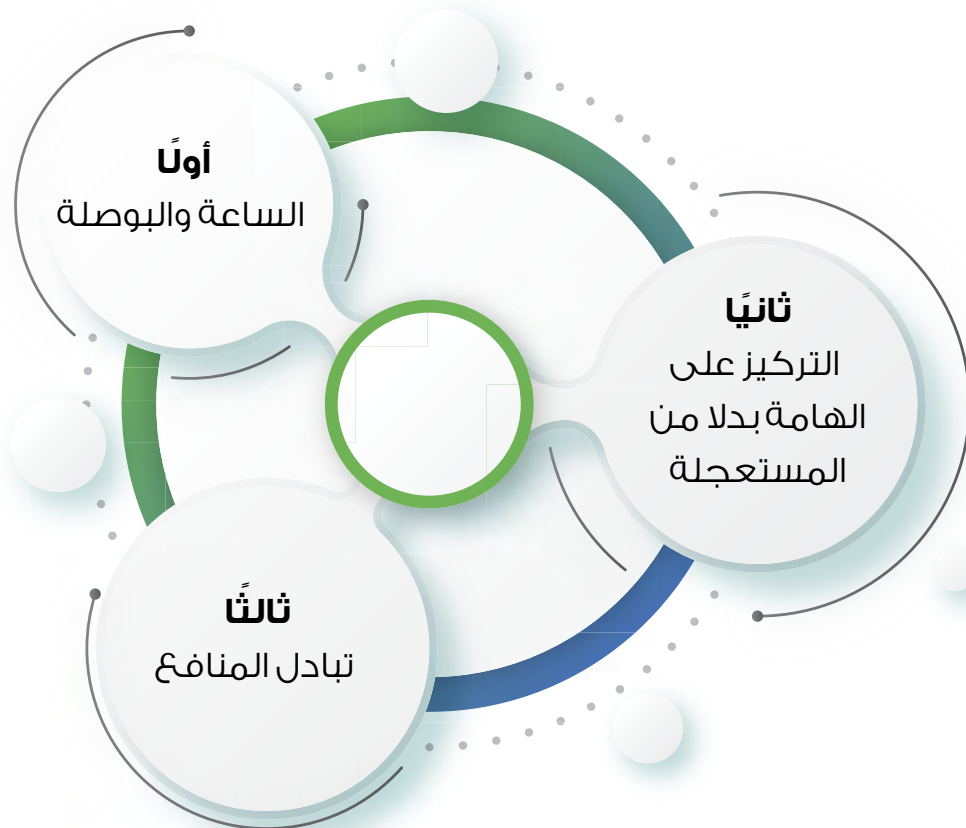 أولًا
الساعة والبوصلة
ثانيًا
التركيز على
الهامة بدلا من
المستعجلة
ثالثًا
تبادل المنافع